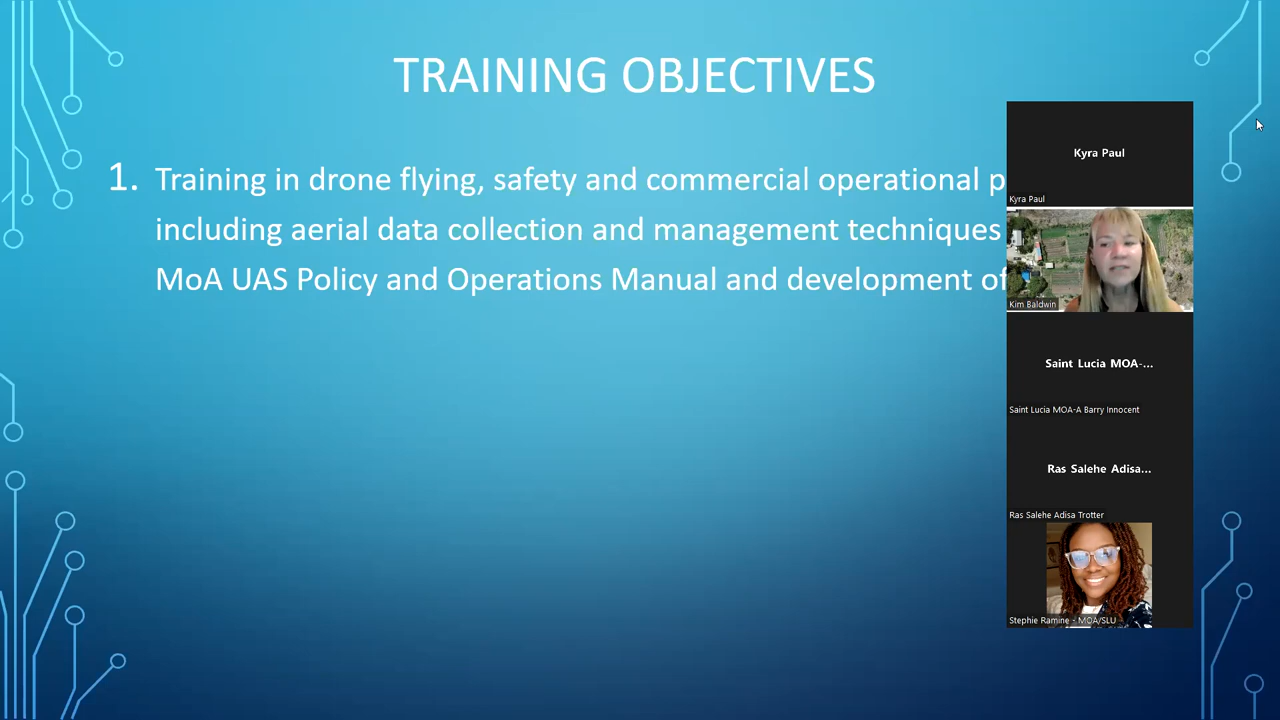 TRAINING OBJECTIVES
1. Training in drone flying, safety and commercial operational
including aerial data collection and management techniques
MoA UAS Policy and Operations Manual and development of
Kyra Paul
Kyra Paul
Kim Baldwin
Saint Lucia MOA-...
Saint Lucia MOA-A Barry Innocent
Ras Salehe Adisa...
Ras Salehe Adisa Trotter
Stephie Ramine - MOA/SLU